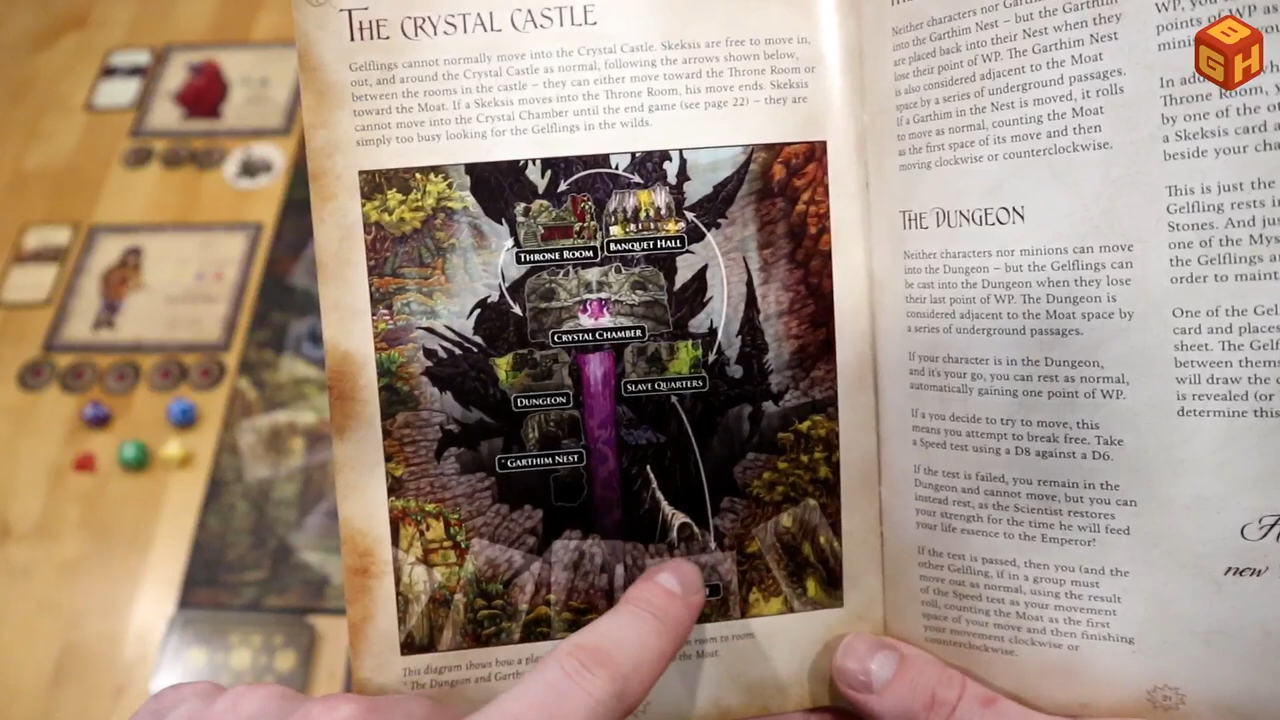 THE CRYSTAL CASTLE
Gelflings cannot normally move into the Crystal Castle. Skeksis are free to move in,
out, and around the Crystal Castle as normal, following the arrows shown below,
between the rooms in the castle – they can either move toward the Throne Room or
toward the Moat. If a Skeksis moves into the Throne Room, his move ends. Skeksis
cannot move into the Crystal Chamber until the end game (see page 22) – they are
simply too busy looking for the Gelflings in the wilds.
THRONE ROOM
BANQUET HALL
CRYSTAL CHAMBER
DUNGEON
SLAVE QUARTERS
* GARTHIM NEST
This diagram shows how a
room to room
The Dungeon and
the Moat.
Neither characters nor
into the Garthim Nest – but the Garthim
are placed back into their Nest when they
lose their point of WP. The Garthim Nest
is also considered adjacent to the Moat
space by a series of underground passages.
If a Garthim in the Nest is moved, it rolls
to move as normal, counting the Moat
as the first space of its move and then
moving clockwise or counterclockwise.
THE DUNGEON
Neither characters nor minions can move
into the Dungeon – but the Gelflings can
be cast into the Dungeon when they lose
their last point of WP. The Dungeon is
considered adjacent to the Moat space by
a series of underground passages.
If your character is in the Dungeon,
and it's your go, you can rest as normal,
automatically gaining one point of WP.
If a you decide to try to move, this
means you attempt to break free. Take
a Speed test using a D8 against a D6.
If the test is failed, you remain in the
Dungeon and cannot move, but you can
instead rest, as the Scientist restores
your strength for the time he will feed
your life essence to the Emperor!
If the test is passed, then you (and the
other Gelfling, if in a group must
move out as normal, using the result
of the Speed test as your movement
roll, counting the Moat as the first
space of your move and then finishing
your movement clockwise or
counterclockwise.
21
WP, you
points of WP as
In
Throne Room,
by one of the
a Skeksis card
beside your
This is just the
Gelfling rests
Stones. And
one of the
the Gelflings
order to
One of the
card and
sheet. The
between
will draw the
is revealed (or
determine
new
BGH